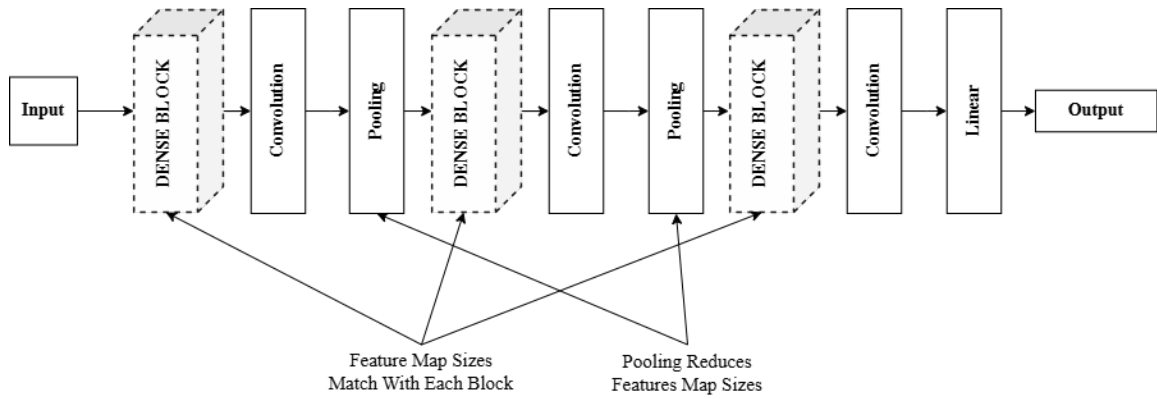 Input
DENSE BLOCK
Convolution
Pooling
DENSE BLOCK
Convolution
Pooling
DENSE BLOCK
Convolution
Linear
Output
Feature Map Sizes
Match With Each Block
Pooling Reduces
Features Map Sizes